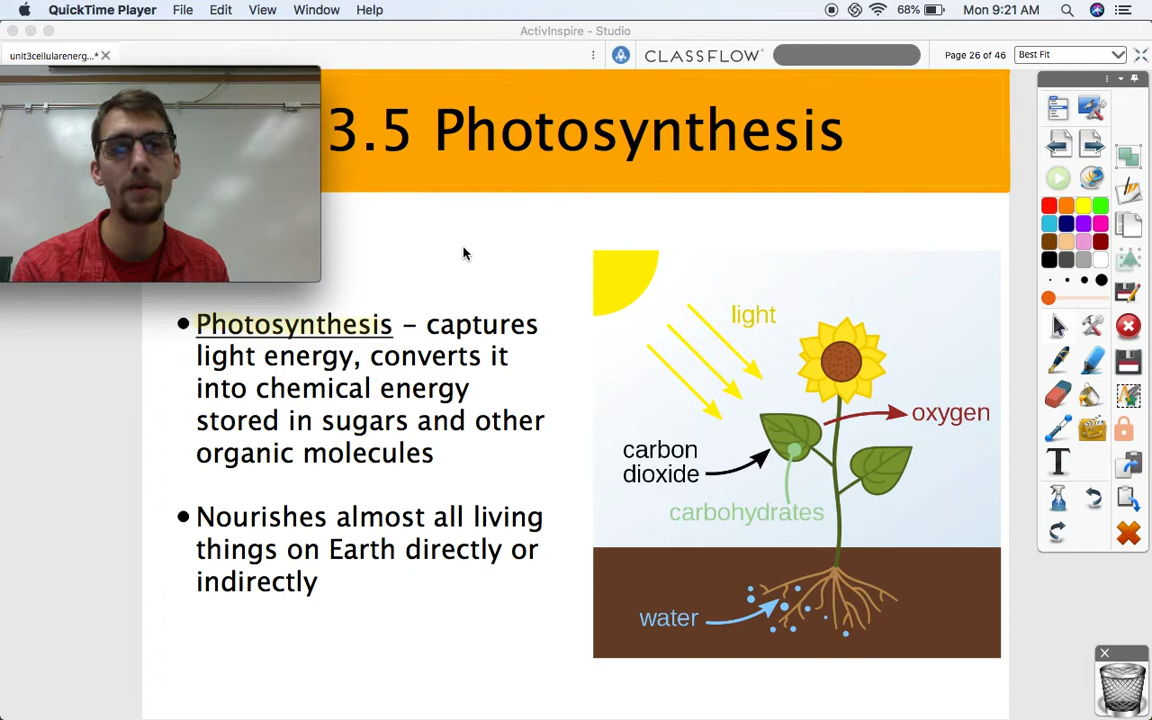 QuickTime Player File Edit View Window Help 68% Mon 9:21 AM
ActivInspire - Studio
unit3cellularenerg...*
CLASSFLOW
Page 26 of 46
Best Fit
3.5 Photosynthesis
• Photosynthesis – captures
light energy, converts it
into chemical energy
stored in sugars and other
organic molecules
• Nourishes almost all living
things on Earth directly or
indirectly
light
oxygen
carbon
dioxide
carbohydrates
water
T